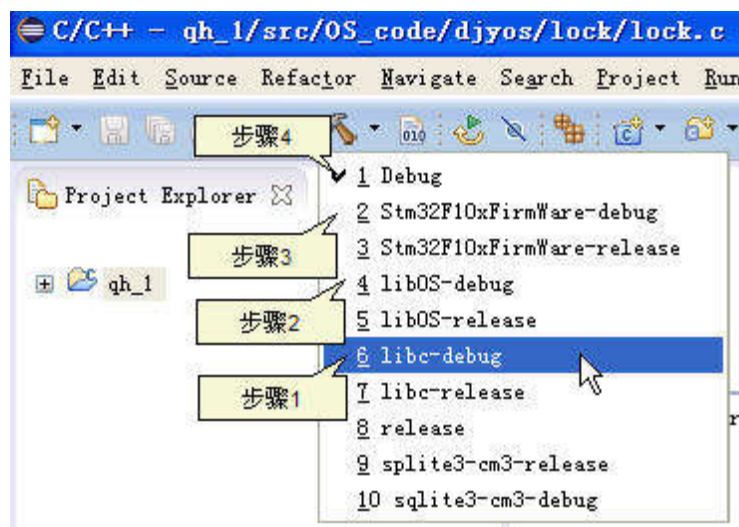 C/C++ - qh_1/src/OS_code/djyos/lock/lock.c
File Edit Source Refactor Navigate Search Project Run
步骤4
010
Project Explorer
1 Debug
2 Stm32F10xFirmWare-debug
步骤3
3 Stm32F10xFirmWare-release
qh_1
4 libOS-debug
步骤2
5 libOS-release
6 libc-debug
步骤1
7 libc-release
8 release
9 splite3-cm3-release
10 sqlite3-cm3-debug